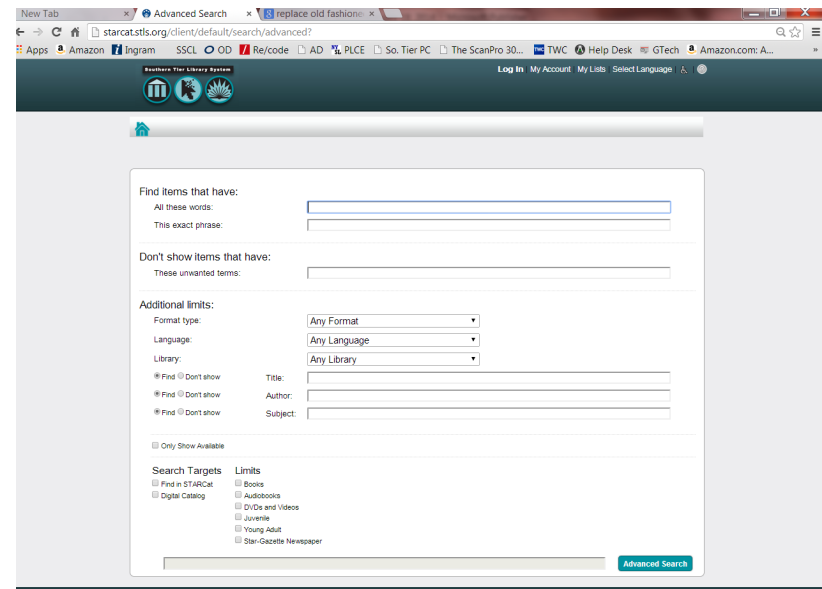 New Tab × Advanced Search × replace old fashione ×
starcat.stls.org/client/default/search/advanced?
Apps Amazon Ingram SSCL OD Re/code AD PLCE So. Tier PC The ScanPro 30... TWC Help Desk GTech Amazon.com: A... »
Southern Tier Library System
Log In My Account My Lists Select Language
Find items that have:
All these words:
This exact phrase:
Don't show items that have:
These unwanted terms:
Additional limits:
Format type: Any Format
Language: Any Language
Library: Any Library
Find Don't show Title:
Find Don't show Author:
Find Don't show Subject:
Only Show Available
Search Targets Limits
Find in STARCat Books
Digital Catalog Audiobooks
DVDs and Videos
Juvenile
Young Adult
Star-Gazette Newspaper
Advanced Search